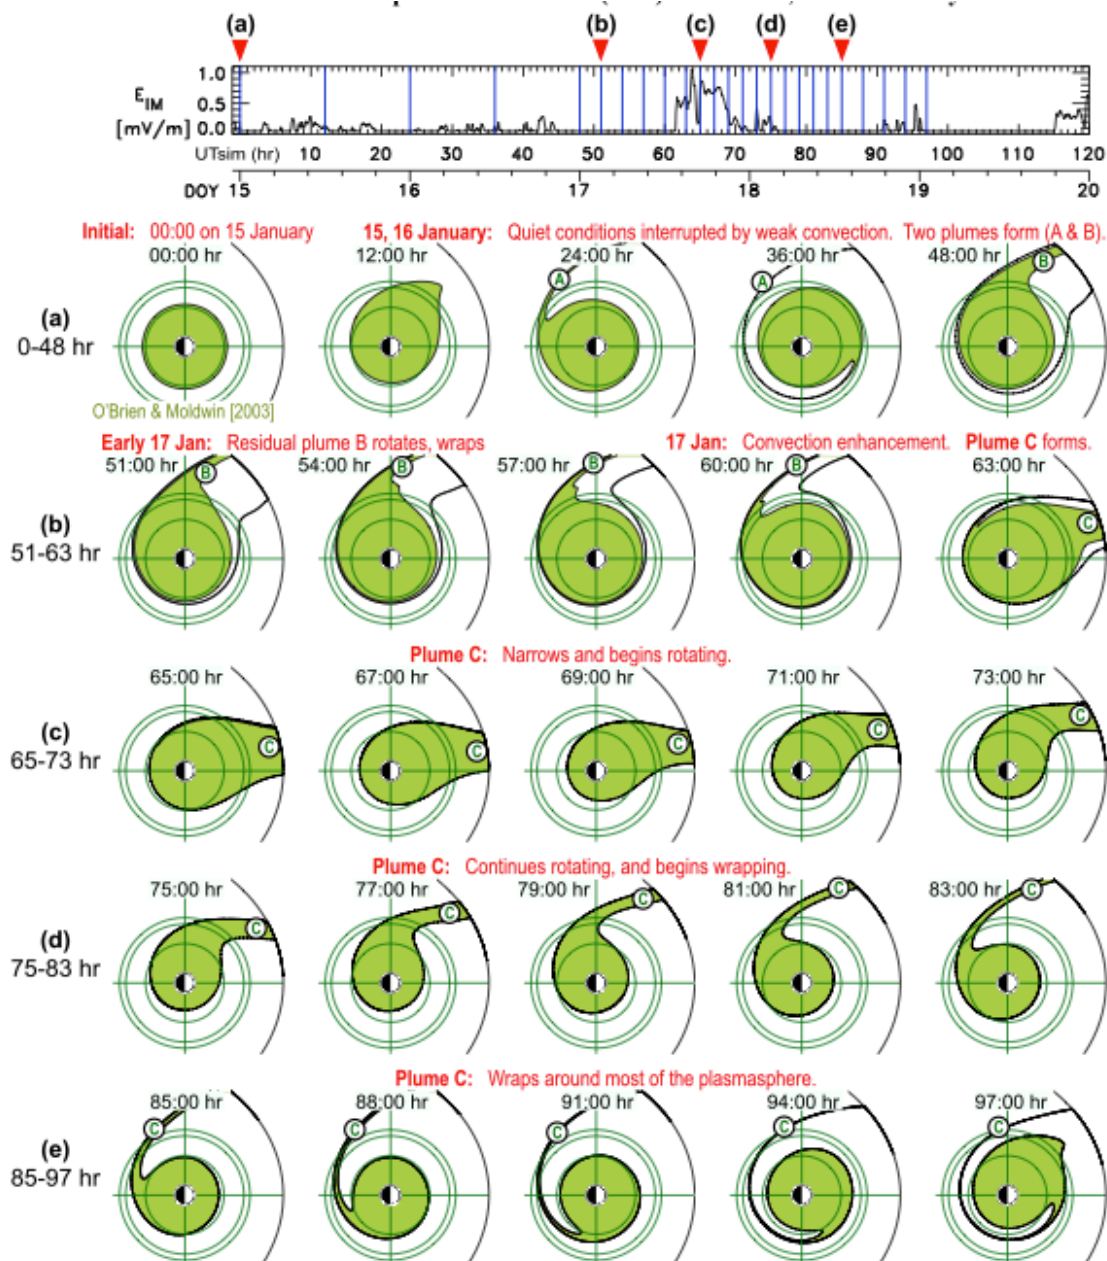 (a) (b) (c) (d) (e)
1.0
E_IM 0.5
[mV/m] 0.0
UTsim (hr) 10 20 30 40 50 60 70 80 90 100 110 120
DOY 15 16 17 18 19 20
Initial: 00:00 on 15 January 15, 16 January: Quiet conditions interrupted by weak convection. Two plumes form (A & B).
00:00 hr 12:00 hr 24:00 hr 36:00 hr 48:00 hr
A A B
(a)
0-48 hr
O'Brien & Moldwin [2003]
Early 17 Jan: Residual plume B rotates, wraps 17 Jan: Convection enhancement. Plume C forms.
51:00 hr 54:00 hr 57:00 hr 60:00 hr 63:00 hr
B B B B C
(b)
51-63 hr
Plume C: Narrows and begins rotating.
65:00 hr 67:00 hr 69:00 hr 71:00 hr 73:00 hr
C C C C C
(c)
65-73 hr
Plume C: Continues rotating, and begins wrapping.
75:00 hr 77:00 hr 79:00 hr 81:00 hr 83:00 hr
C C C C C
(d)
75-83 hr
Plume C: Wraps around most of the plasmasphere.
85:00 hr 88:00 hr 91:00 hr 94:00 hr 97:00 hr
C C C C C
(e)
85-97 hr